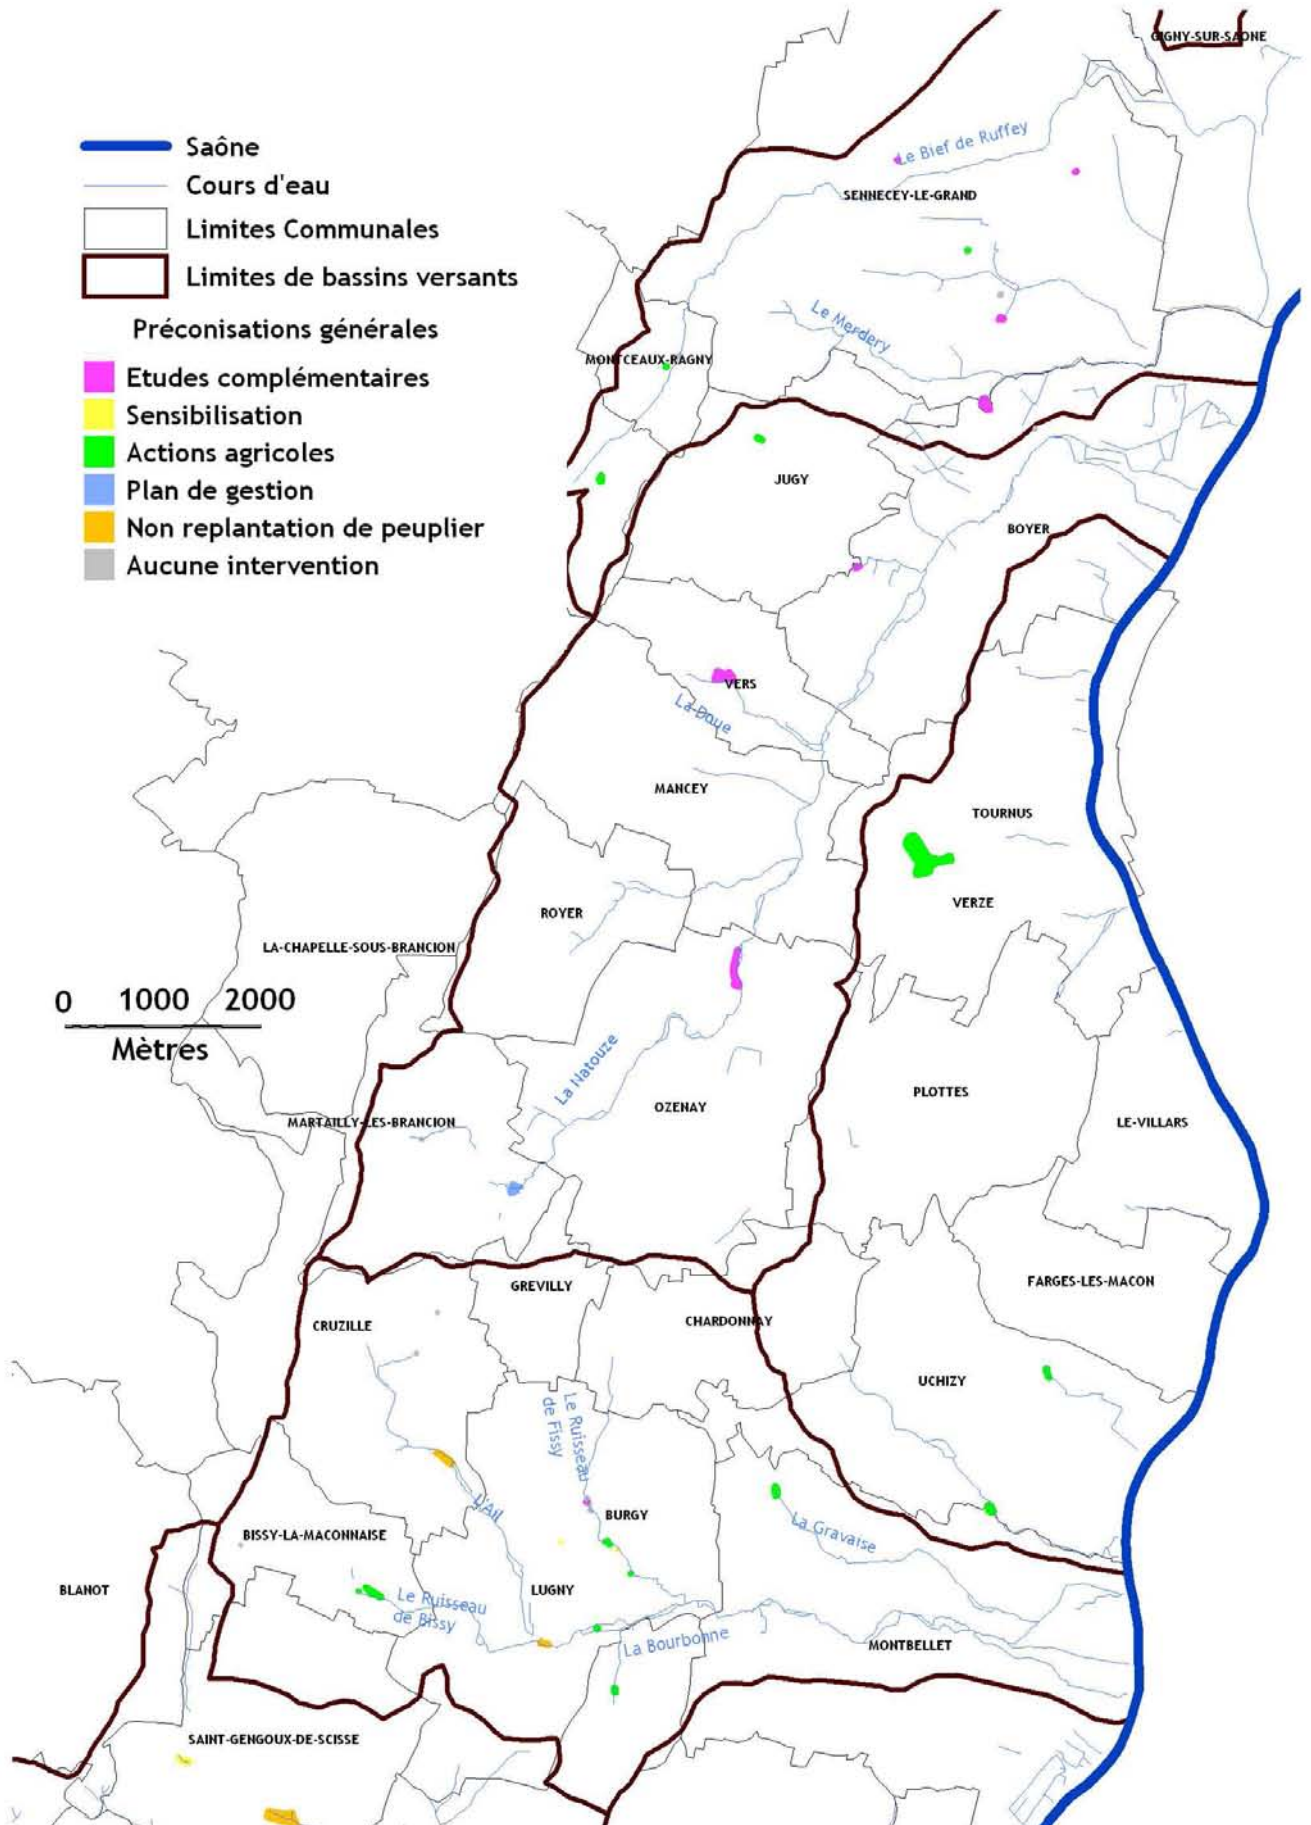 GIGNY-SUR-SAONE
Saône
Le Bief de Ruffey
Cours d'eau
SENNECEY-LE-GRAND
Limites Communales
Limites de bassins versants
Le Merdery
Préconisations générales
MONTCEAUX-RAGNY
Etudes complémentaires
Sensibilisation
Actions agricoles
JUGY
Plan de gestion
Non replantation de peuplier
BOYER
Aucune intervention
VERS
La Doue
MANCEY
TOURNUS
VERZE
ROYER
LA-CHAPELLE-SOUS-BRANCION
0 1000 2000
Mètres
La Natouze
PLOTTES
OZENAY
MARTAILLY-LES-BRANCION
LE-VILLARS
GREVILLY
FARGES-LES-MACON
CRUZILLE
CHARDONNAY
UCHIZY
Le Ruisseau
de Fissy
L'Ail
BURGY
La Gravaise
BISSY-LA-MACONNAISE
BLANOT
LUGNY
Le Ruisseau
de Bissy
La Bourbonne
MONTBELLET
SAINT-GENGOUX-DE-SCISSE